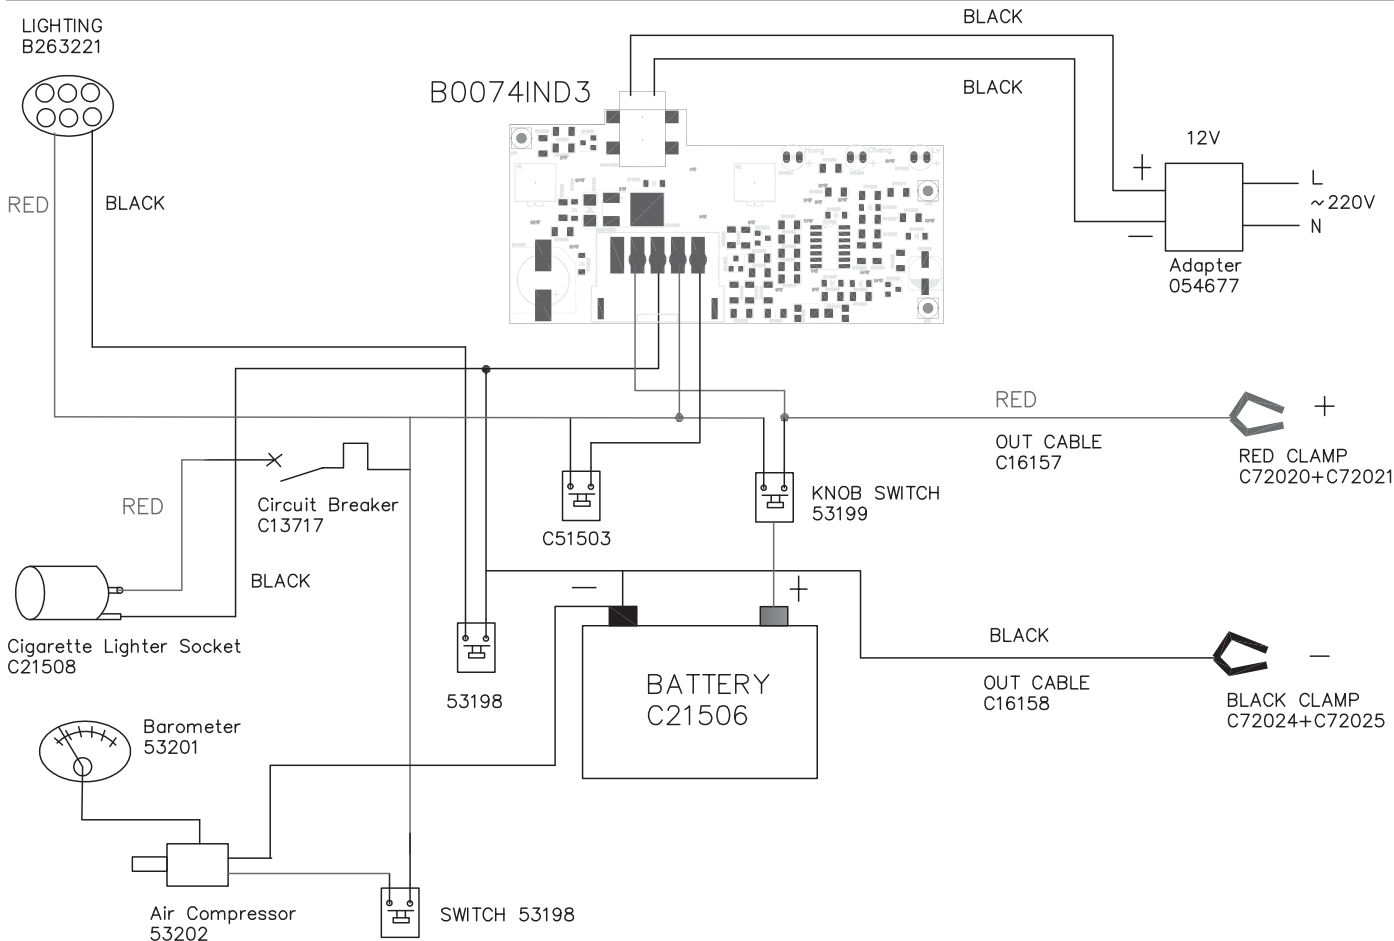 LIGHTING
B263221
BLACK
BLACK
B0074IND3
12V
+
−
L
~220V
N
Adapter
054677
RED
BLACK
RED
OUT CABLE
C16157
+
RED CLAMP
C72020+C72021
KNOB SWITCH
53199
C51503
Circuit Breaker
C13717
RED
BLACK
Cigarette Lighter Socket
C21508
−
+
BATTERY
C21506
53198
BLACK
OUT CABLE
C16158
−
BLACK CLAMP
C72024+C72025
Barometer
53201
Air Compressor
53202
SWITCH 53198